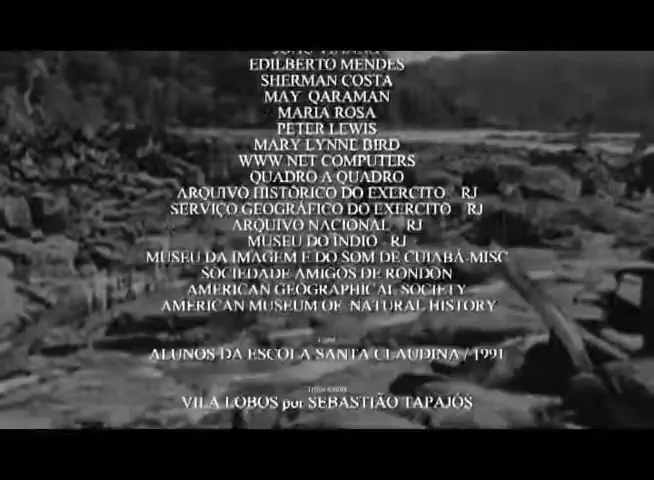 EDILBERTO MENDES
SHERMAN COSTA
MAY QARAMAN
MARIA ROSA
PETER LEWIS
MARY LYNNE BIRD
WWW NET COMPUTERS
QUADRO A QUADRO
ARQUIVO HISTÓRICO DO EXERCITO RJ
SERVIÇO GEOGRÁFICO DO EXERCITO RJ
ARQUIVO NACIONAL RJ
MUSEU DO ÍNDIO RJ
MUSEU DA IMAGEM E DO SOM DE CUIABÁ-MISC
SOCIEDADE AMIGOS DE RONDON
AMERICAN GEOGRAPHICAL SOCIETY
AMERICAN MUSEUM OF NATURAL HISTORY
ALUNOS DA ESCOLA SANTA CLAUDINA / 1991
VILA LOBOS por SEBASTIÃO TAPAJÓS